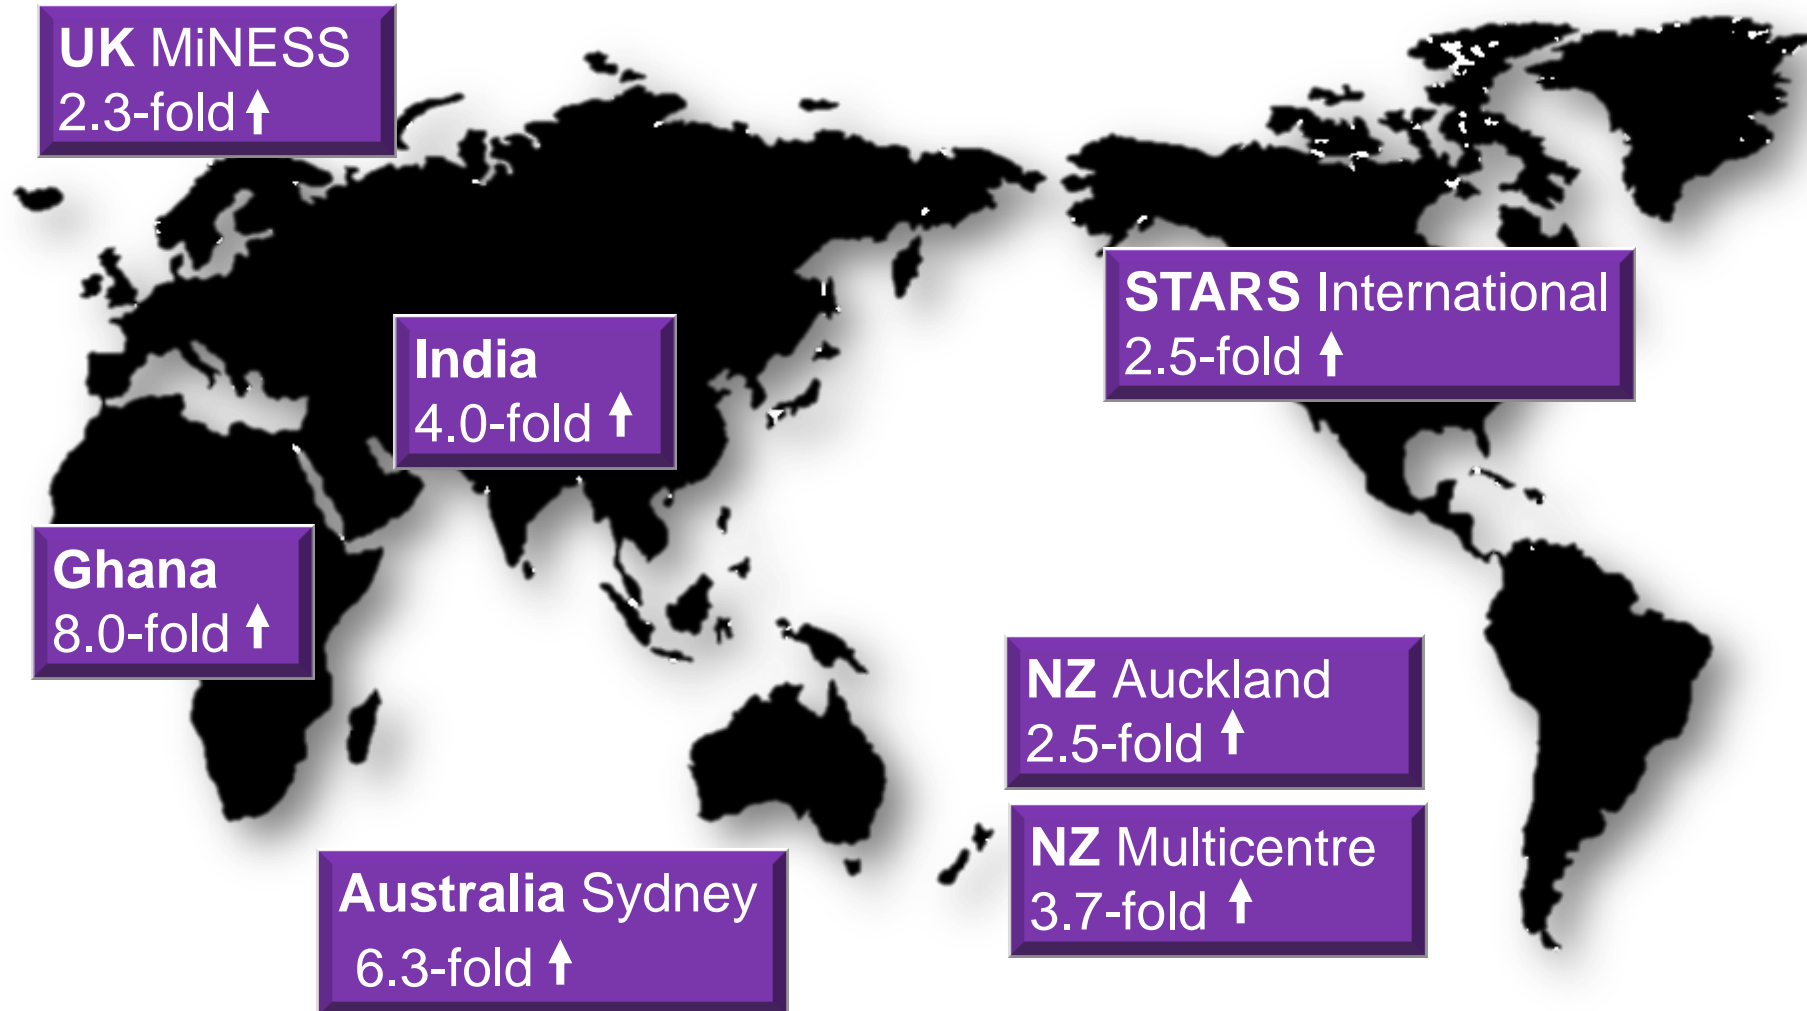 UK MiNESS
2.3-fold ↑
STARS International
2.5-fold ↑
India
4.0-fold ↑
Ghana
8.0-fold ↑
NZ Auckland
2.5-fold ↑
NZ Multicentre
3.7-fold ↑
Australia Sydney
6.3-fold ↑